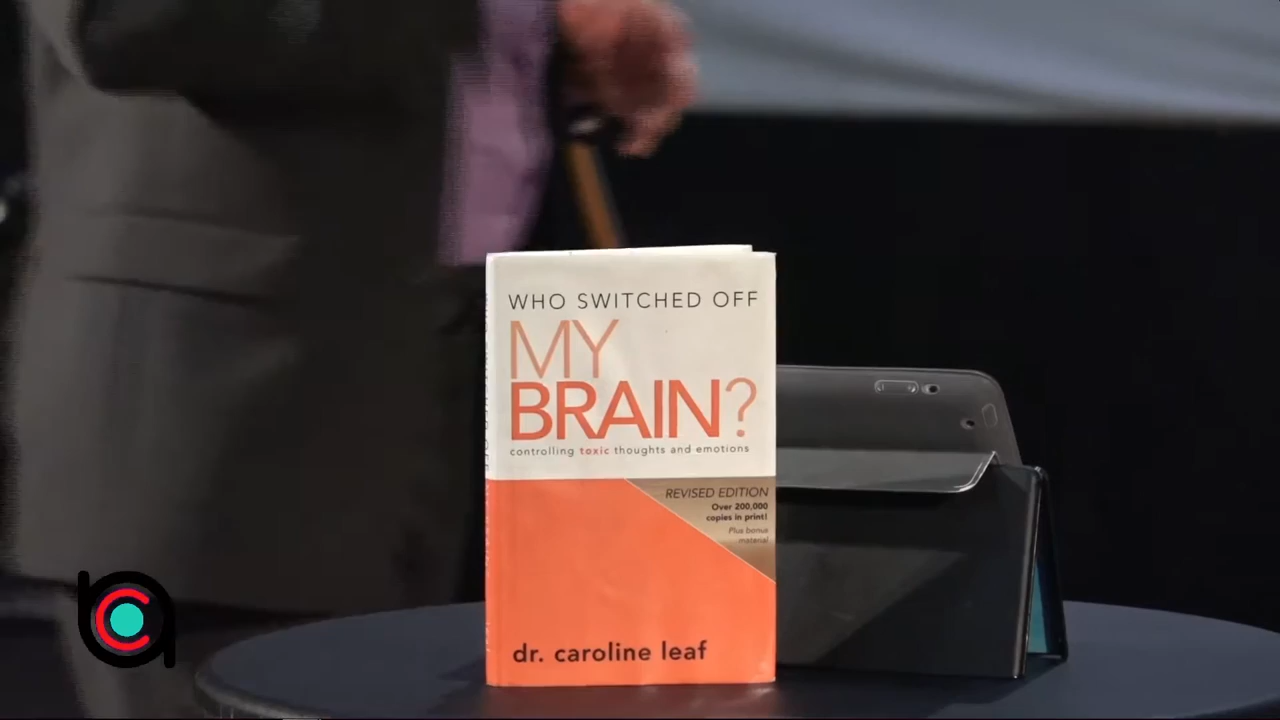 WHO SWITCHED OFF
MY
BRAIN?
controlling toxic thoughts and emotions
REVISED EDITION
Over 200,000
copies in print!
Plus bonus
material
dr. caroline leaf